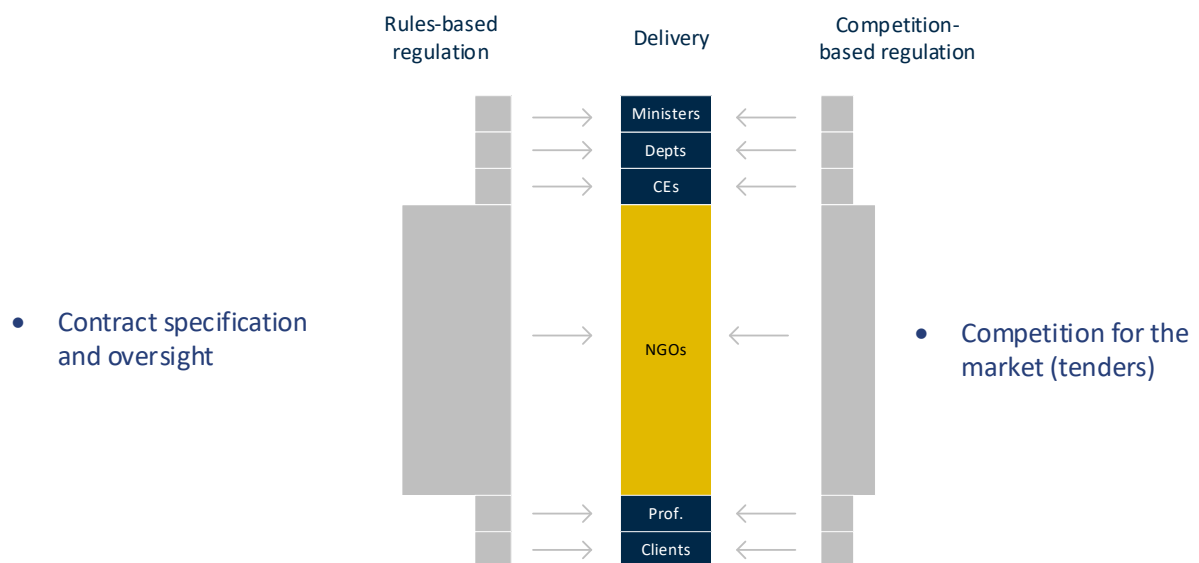 Rules-based
regulation
Delivery
Competition-
based regulation
Ministers
Depts
CEs
• Contract specification
and oversight
NGOs
• Competition for the
market (tenders)
Prof.
Clients